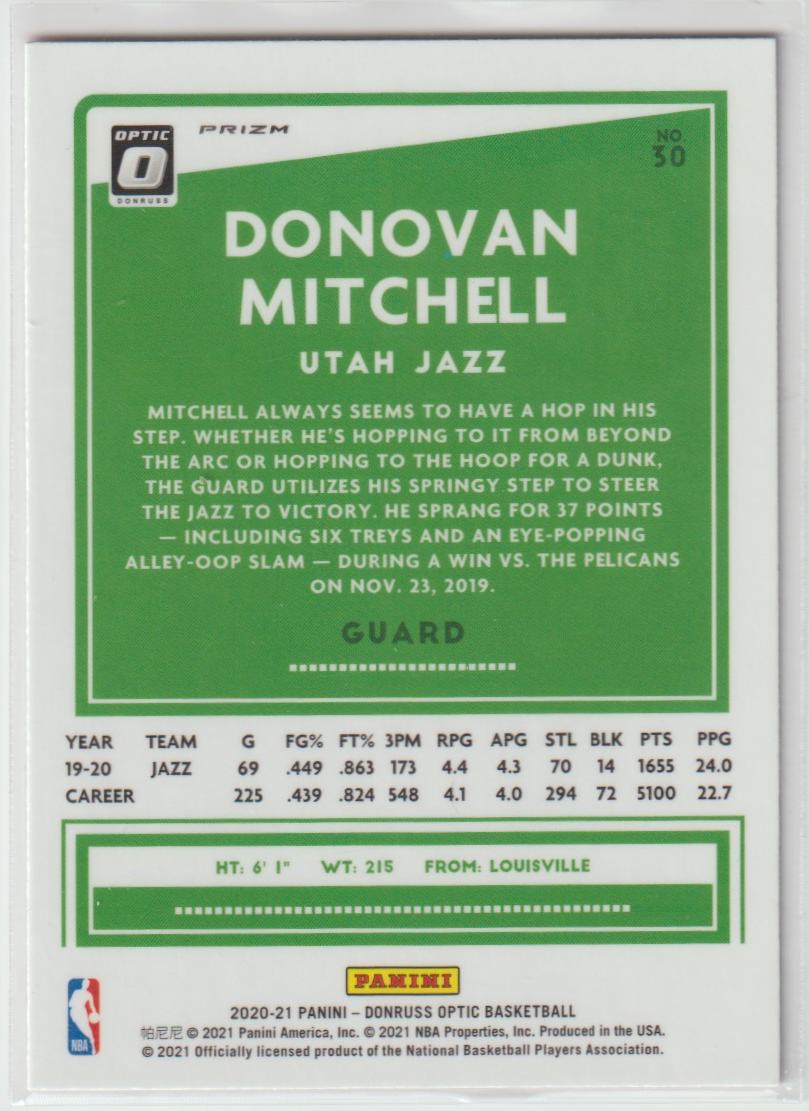 OPTIC
DONRUSS
PRIZM
NO.
30
DONOVAN
MITCHELL
UTAH JAZZ
MITCHELL ALWAYS SEEMS TO HAVE A HOP IN HIS
STEP. WHETHER HE'S HOPPING TO IT FROM BEYOND
THE ARC OR HOPPING TO THE HOOP FOR A DUNK,
THE GUARD UTILIZES HIS SPRINGY STEP TO STEER
THE JAZZ TO VICTORY. HE SPRANG FOR 37 POINTS
— INCLUDING SIX TREYS AND AN EYE-POPPING
ALLEY-OOP SLAM — DURING A WIN VS. THE PELICANS
ON NOV. 23, 2019.
GUARD
YEAR TEAM G FG% FT% 3PM RPG APG STL BLK PTS PPG
19-20 JAZZ 69 .449 .863 173 4.4 4.3 70 14 1655 24.0
CAREER 225 .439 .824 548 4.1 4.0 294 72 5100 22.7
HT: 6' 1" WT: 215 FROM: LOUISVILLE
PANINI
2020-21 PANINI – DONRUSS OPTIC BASKETBALL
帕尼尼 © 2021 Panini America, Inc. © 2021 NBA Properties, Inc. Produced in the USA.
© 2021 Officially licensed product of the National Basketball Players Association.
NBA